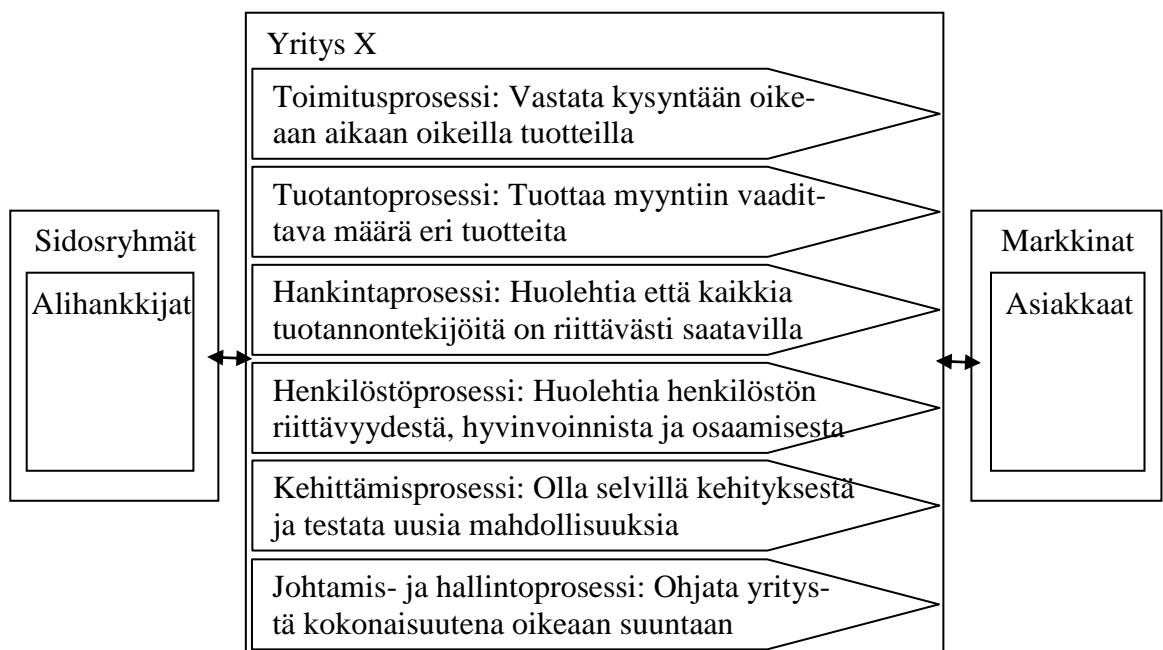 Yritys X
Toimitusprosessi: Vastata kysyntään oike-
aan aikaan oikeilla tuotteilla
Tuotantoprosessi: Tuottaa myyntiin vaadit-
tava määrä eri tuotteita
Hankintaprosessi: Huolehtia että kaikkia
tuotannontekijöitä on riittävästi saatavilla
Henkilöstöprosessi: Huolehtia henkilöstön
riittävyydestä, hyvinvoinnista ja osaamisesta
Kehittämisprosessi: Olla selvillä kehityksestä
ja testata uusia mahdollisuuksia
Johtamis- ja hallintoprosessi: Ohjata yritys-
tä kokonaisuutena oikeaan suuntaan
Sidosryhmät
Alihankkijat
Markkinat
Asiakkaat